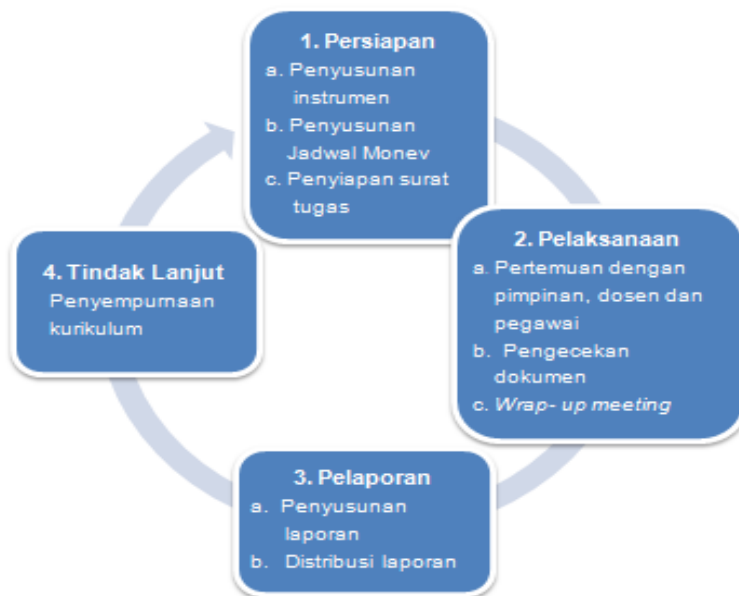 1. Persiapan
a. Penyusunan
instrumen
b. Penyusunan
Jadwal Monev
c. Penyiapan surat
tugas
2. Pelaksanaan
a. Pertemuan dengan
pimpinan, dosen dan
pegawai
b. Pengecekan
dokumen
c. Wrap- up meeting
3. Pelaporan
a. Penyusunan
laporan
b. Distribusi laporan
4. Tindak Lanjut
Penyempurnaan
kurikulum